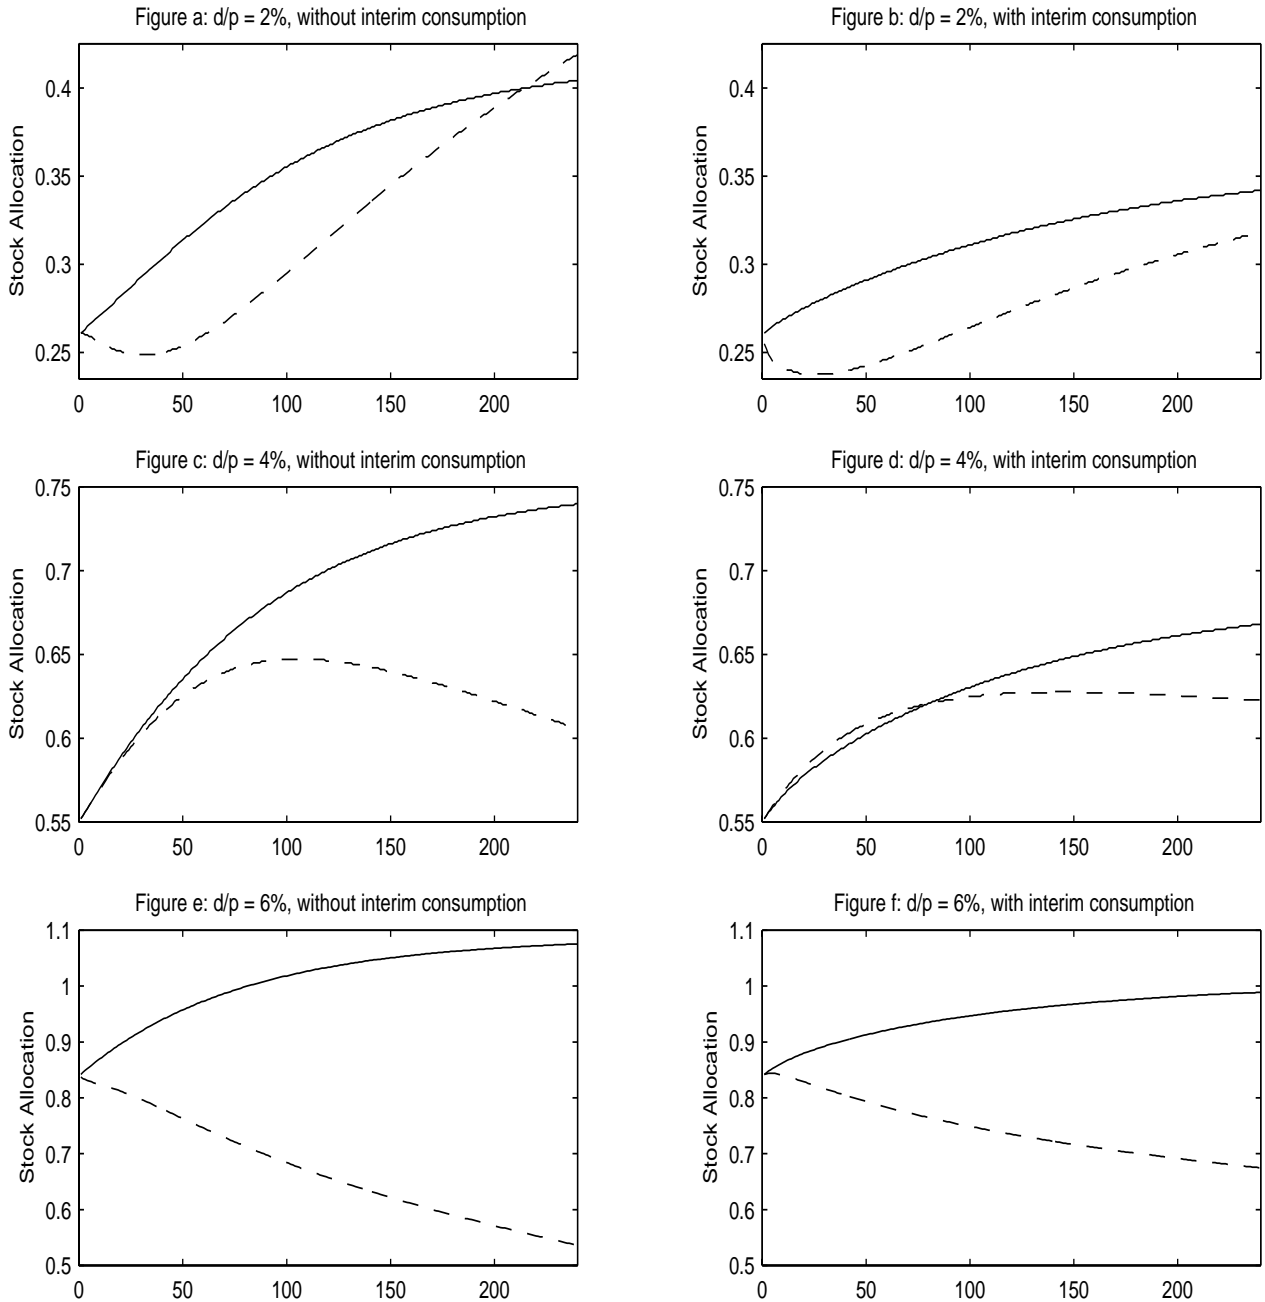 Figure a: d/p = 2%, without interim consumption
Stock Allocation
0.4
0.35
0.3
0.25
0 50 100 150 200
Figure b: d/p = 2%, with interim consumption
Stock Allocation
0.4
0.35
0.3
0.25
0 50 100 150 200
Figure c: d/p = 4%, without interim consumption
Stock Allocation
0.75
0.7
0.65
0.6
0.55
0 50 100 150 200
Figure d: d/p = 4%, with interim consumption
Stock Allocation
0.75
0.7
0.65
0.6
0.55
0 50 100 150 200
Figure e: d/p = 6%, without interim consumption
Stock Allocation
1.1
1
0.9
0.8
0.7
0.6
0.5
0 50 100 150 200
Figure f: d/p = 6%, with interim consumption
Stock Allocation
1.1
1
0.9
0.8
0.7
0.6
0.5
0 50 100 150 200